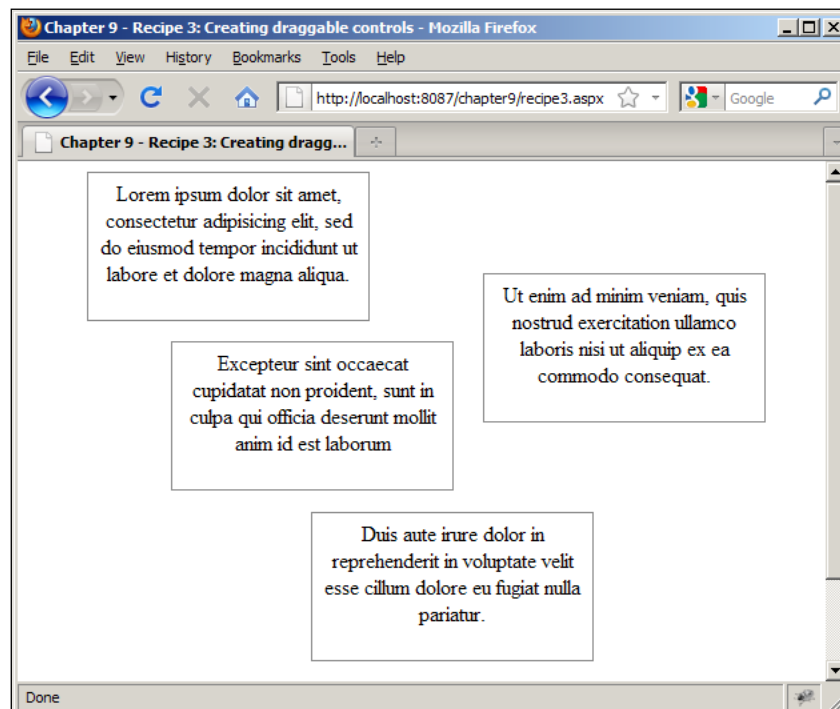 Chapter 9 - Recipe 3: Creating draggable controls - Mozilla Firefox
File Edit View History Bookmarks Tools Help
http://localhost:8087/chapter9/recipe3.aspx Google
Chapter 9 - Recipe 3: Creating dragg...
Lorem ipsum dolor sit amet,
consectetur adipisicing elit, sed
do eiusmod tempor incididunt ut
labore et dolore magna aliqua.
Ut enim ad minim veniam, quis
nostrud exercitation ullamco
laboris nisi ut aliquip ex ea
commodo consequat.
Excepteur sint occaecat
cupidatat non proident, sunt in
culpa qui officia deserunt mollit
anim id est laborum
Duis aute irure dolor in
reprehenderit in voluptate velit
esse cillum dolore eu fugiat nulla
pariatur.
Done